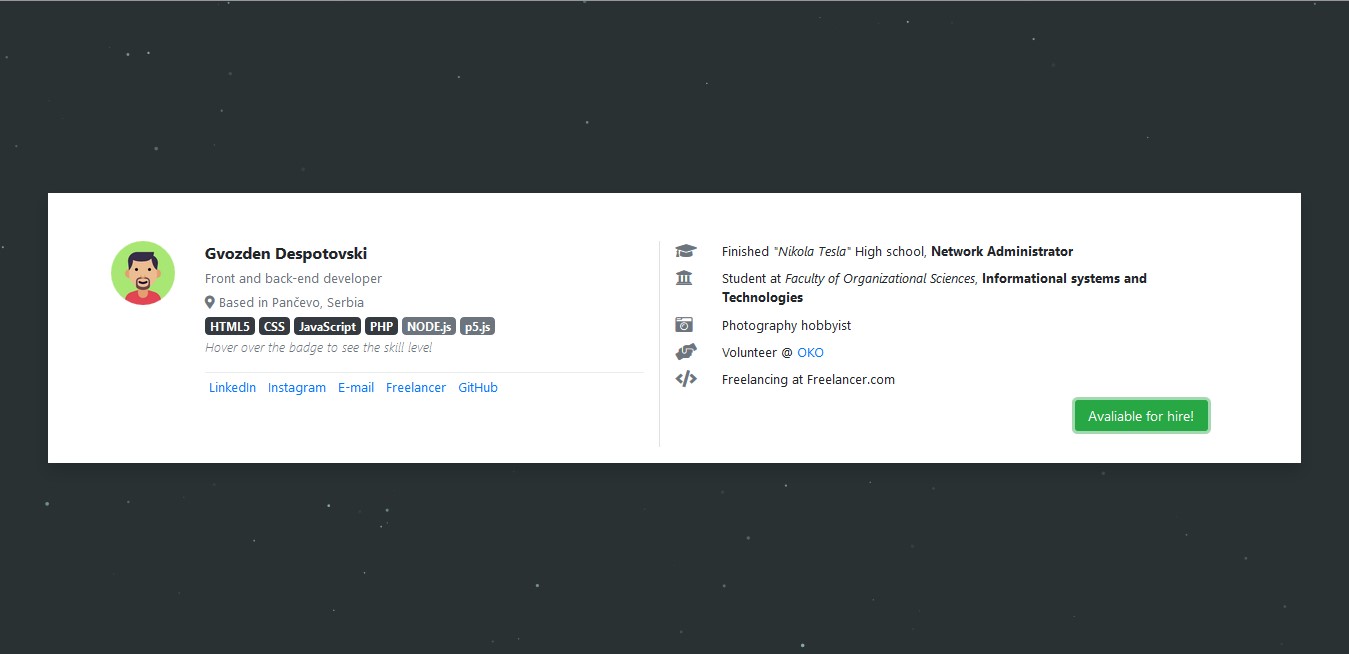 Gvozden Despotovski
Front and back-end developer
Based in Pančevo, Serbia
HTML5 CSS JavaScript PHP NODE.js p5.js
Hover over the badge to see the skill level
LinkedIn Instagram E-mail Freelancer GitHub
Finished "Nikola Tesla" High school, Network Administrator
Student at Faculty of Organizational Sciences, Informational systems and
Technologies
Photography hobbyist
Volunteer @ OKO
Freelancing at Freelancer.com
Avaliable for hire!